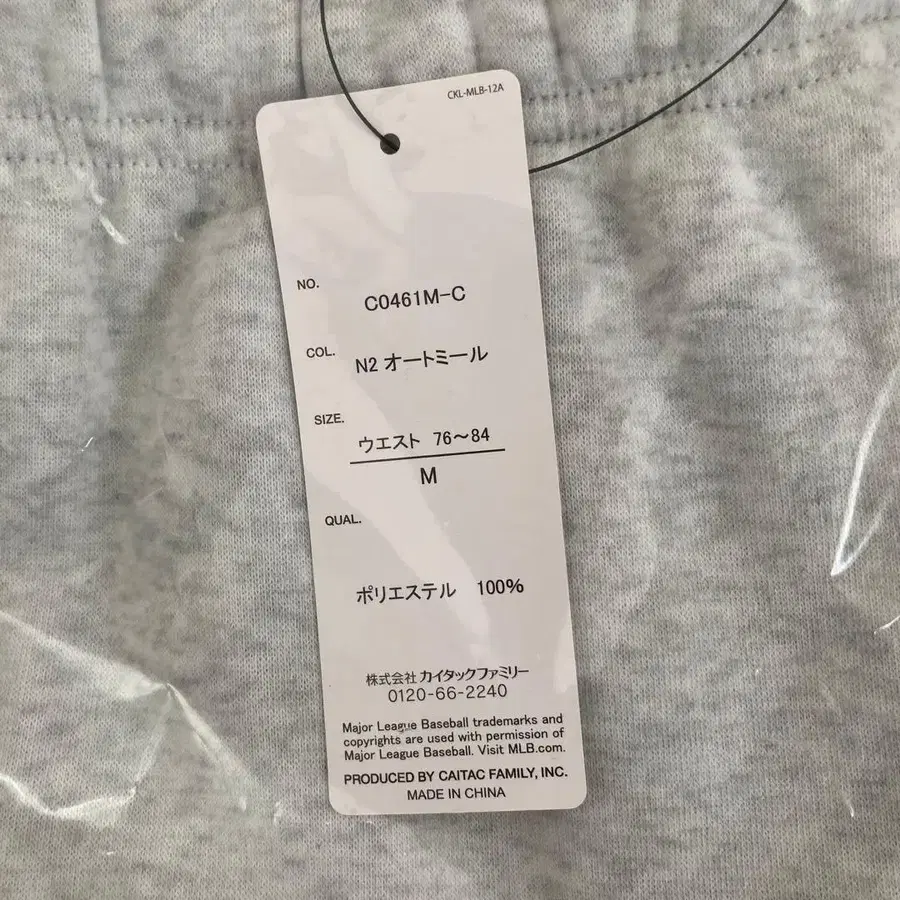 CKL-MLB-12A
NO.
C0461M-C
COL.
N2 オートミール
SIZE.
ウエスト 76～84
M
QUAL.
ポリエステル 100%
株式会社 カイタックファミリー
0120-66-2240
Major League Baseball trademarks and
copyrights are used with permission of
Major League Baseball. Visit MLB.com.
PRODUCED BY CAITAC FAMILY, INC.
MADE IN CHINA